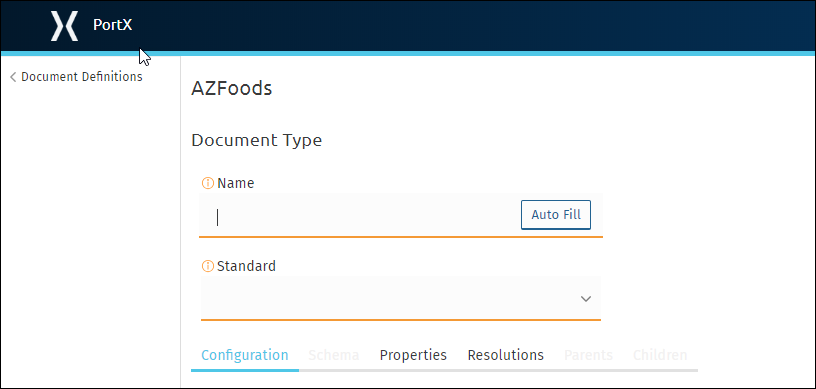 PortX
Document Definitions
AZFoods
Document Type
Name
Auto Fill
Standard
Configuration Schema Properties Resolutions Parents Children